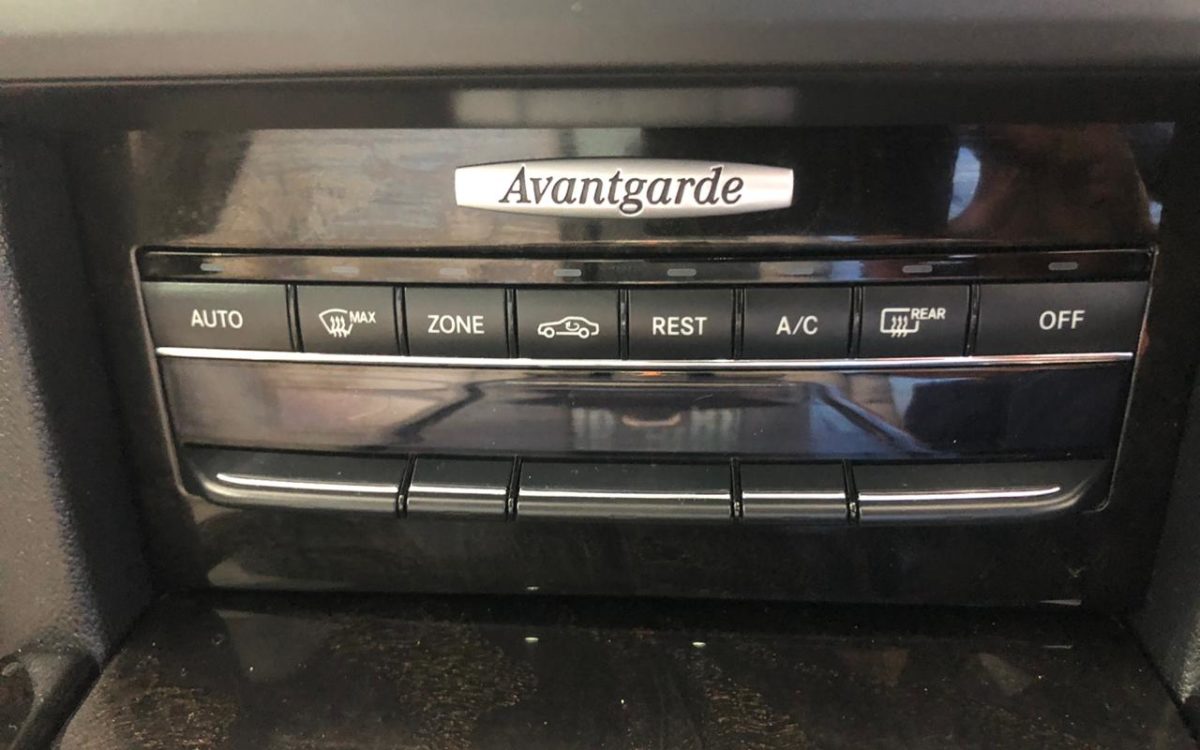 Avantgarde
AUTO MAX ZONE REST A/C REAR OFF